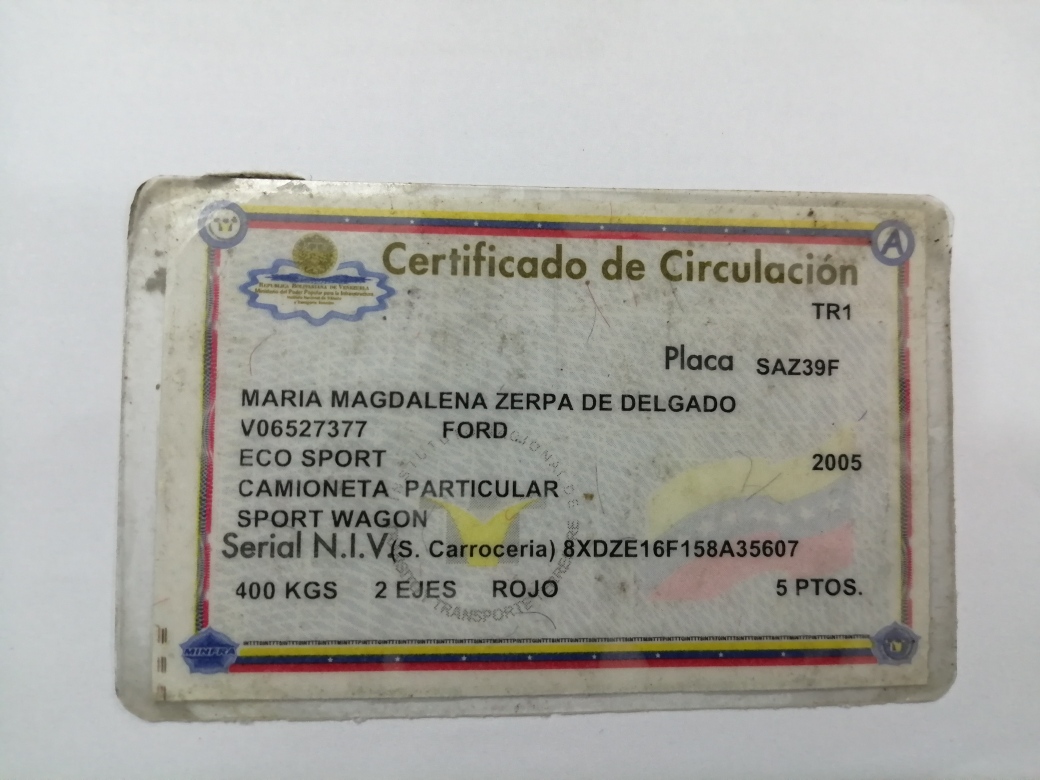 Certificado de Circulación
REPUBLICA BOLIVARIANA DE VENEZUELA
Ministerio del Poder Popular para la Infraestructura
TR1
Placa SAZ39F
MARIA MAGDALENA ZERPA DE DELGADO
V06527377 FORD
ECO SPORT 2005
CAMIONETA PARTICULAR
SPORT WAGON
Serial N.I.V. (S. Carroceria) 8XDZE16F158A35607
400 KGS 2 EJES ROJO 5 PTOS.
TRANSPORTE
MINFRA
A